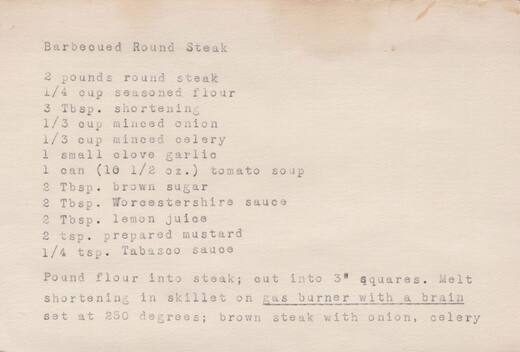 Barbecued Round Steak
2 pounds round steak
1/4 cup seasoned flour
3 Tbsp. shortening
1/3 cup minced onion
1/3 cup minced celery
1 small clove garlic
1 can (10 1/2 oz.) tomato soup
2 Tbsp. brown sugar
2 Tbsp. Worcestershire sauce
2 Tbsp. lemon juice
2 tsp. prepared mustard
1/4 tsp. Tabasco sauce
Pound flour into steak; cut into 3" squares. Melt
shortening in skillet on gas burner with a brain
set at 250 degrees; brown steak with onion, celery